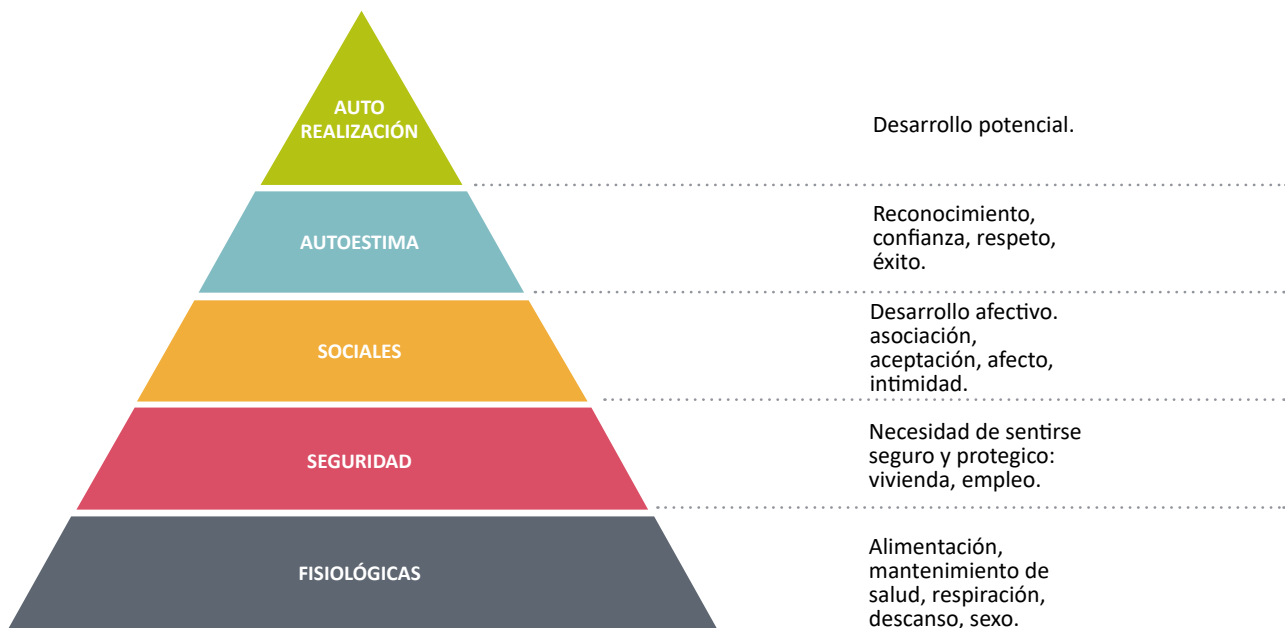 AUTO
REALIZACIÓN
Desarrollo potencial.
AUTOESTIMA
Reconocimiento,
confianza, respeto,
éxito.
SOCIALES
Desarrollo afectivo.
asociación,
aceptación, afecto,
intimidad.
SEGURIDAD
Necesidad de sentirse
seguro y protegico:
vivienda, empleo.
FISIOLÓGICAS
Alimentación,
mantenimiento de
salud, respiración,
descanso, sexo.